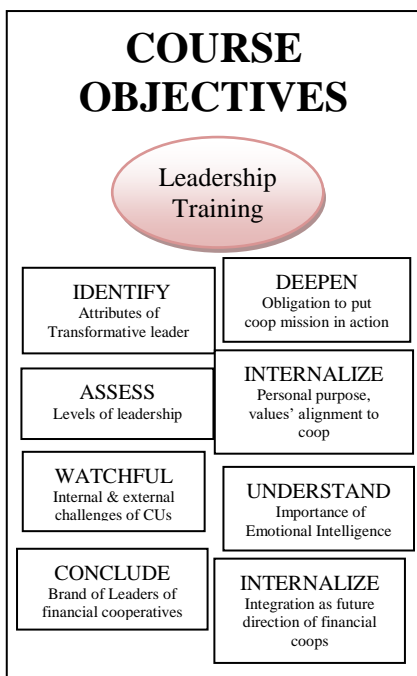 COURSE
OBJECTIVES
Leadership
Training
IDENTIFY
Attributes of
Transformative leader
DEEPEN
Obligation to put
coop mission in action
ASSESS
Levels of leadership
INTERNALIZE
Personal purpose,
values’ alignment to
coop
WATCHFUL
Internal & external
challenges of CUs
UNDERSTAND
Importance of
Emotional Intelligence
CONCLUDE
Brand of Leaders of
financial cooperatives
INTERNALIZE
Integration as future
direction of financial
coops